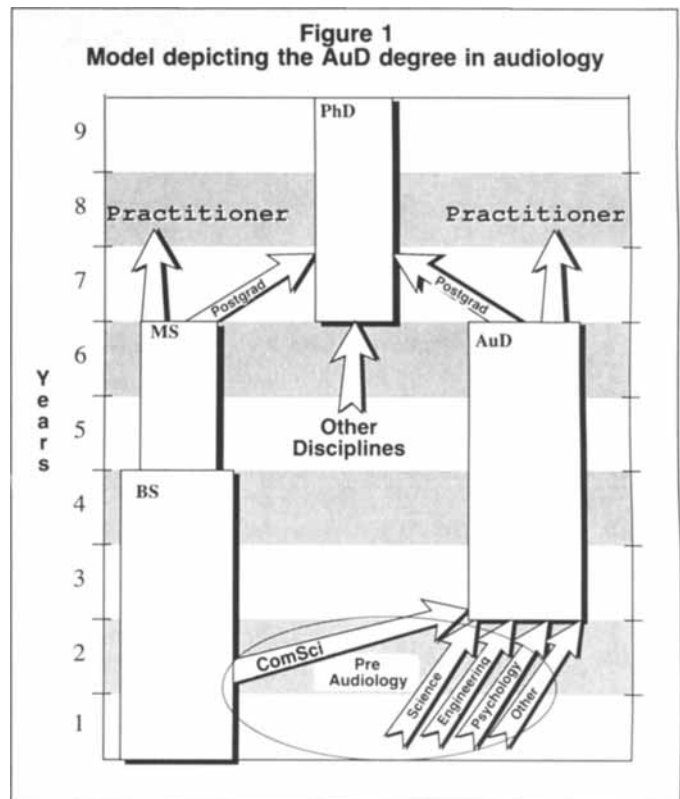 Figure 1
Model depicting the AuD degree in audiology
PhD
9
8
Practitioner
Practitioner
7
Postgrad
Postgrad
MS
AuD
6
Years
Other
Disciplines
5
BS
4
3
ComSci
2
Pre
Audiology
Science
Engineering
Psychology
Other
1